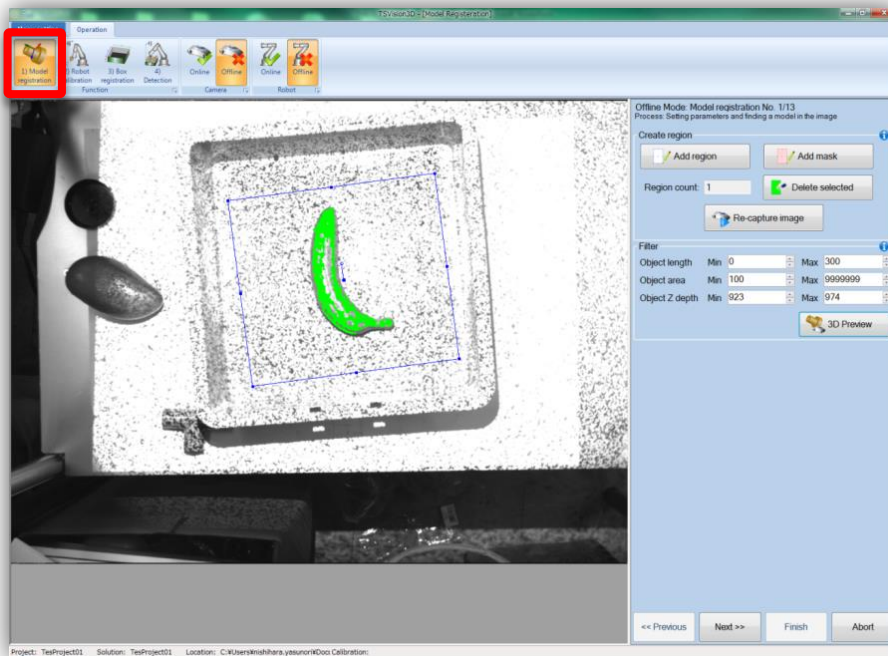 TSVision3D - [Model Registeration]
Operation
1) Model registration
Robot
3) Box registration
4) Detection
Online
Offline
Online
Offline
Function
Camera
Robot
Offline Mode: Model registration No. 1/13
Process: Setting parameters and finding a model in the image
Create region
Add region
Add mask
Region count: 1
Delete selected
Re-capture image
Filter
Object length Min 0 Max 300
Object area Min 100 Max 9999999
Object Z depth Min 923 Max 974
3D Preview
<< Previous
Next >>
Finish
Abort
Project: TesProject01 Solution: TesProject01 Location: C:¥Users¥nishihara.yasunori¥Doc Calibration: